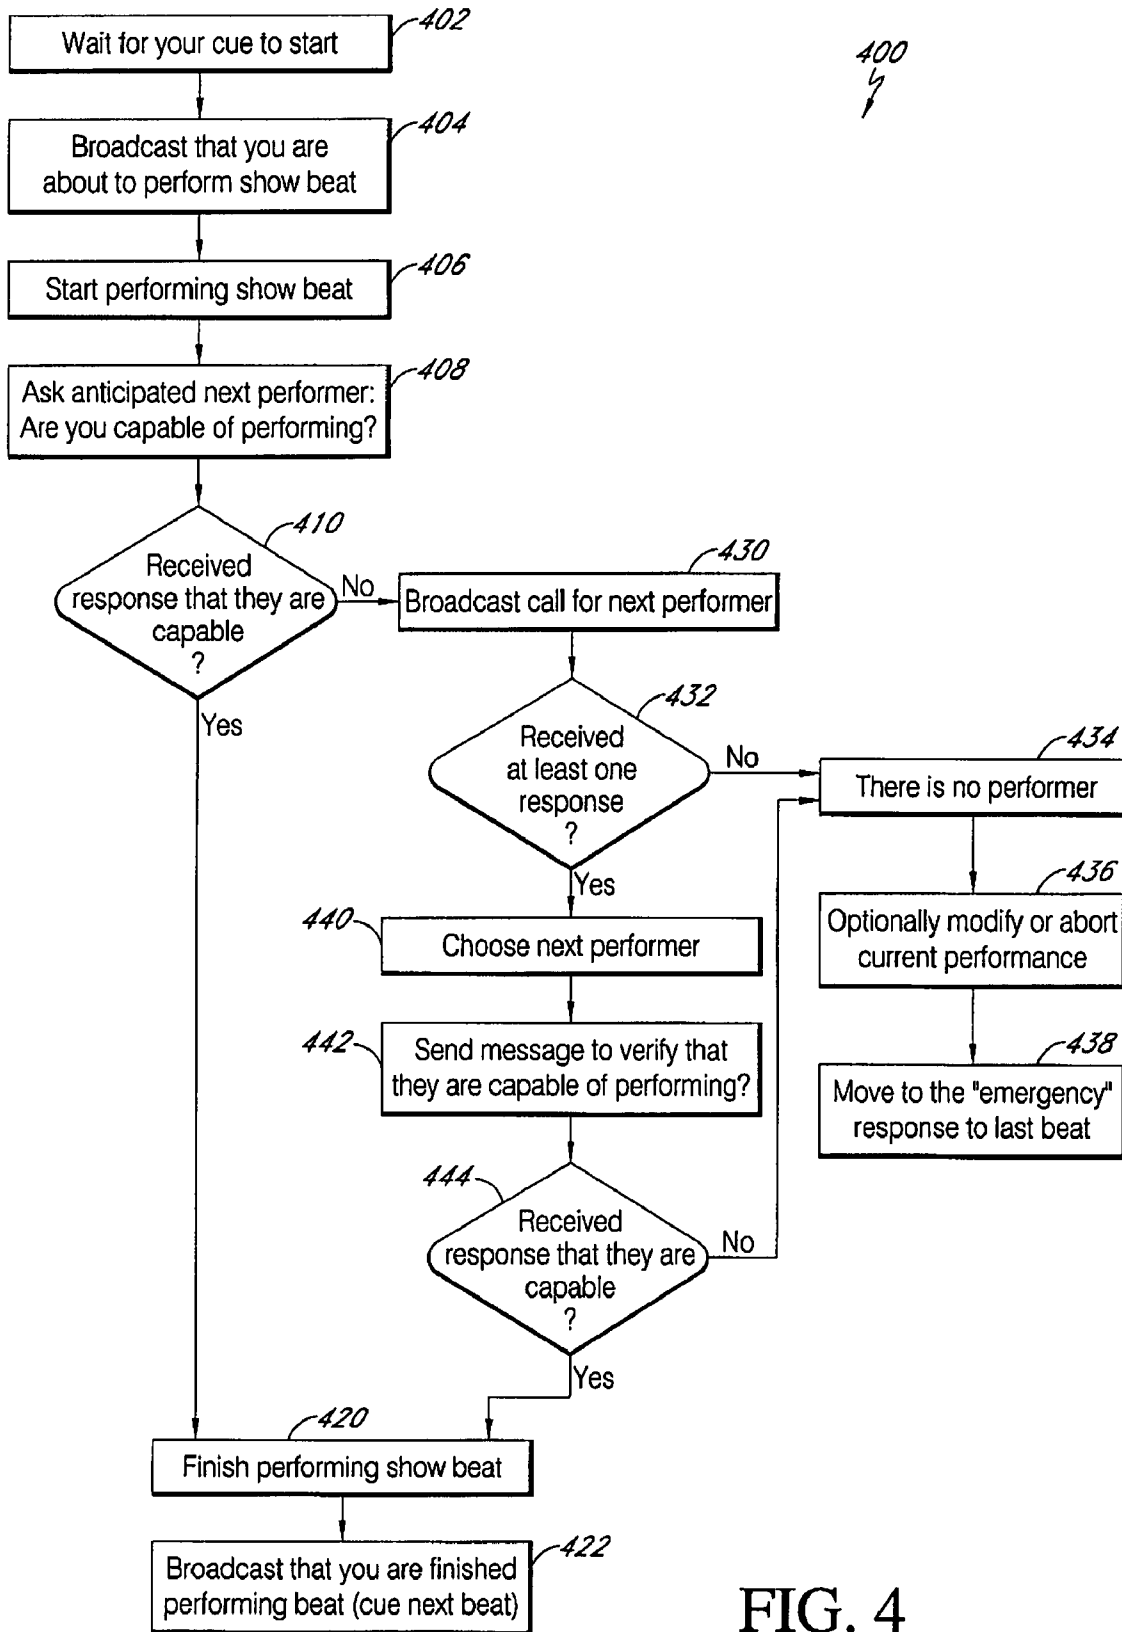 402
Wait for your cue to start
400
404
Broadcast that you are
about to perform show beat
406
Start performing show beat
408
Ask anticipated next performer:
Are you capable of performing?
410
Received
response that they are
capable
?
No
Yes
430
Broadcast call for next performer
432
Received
at least one
response
?
No
Yes
434
There is no performer
436
Optionally modify or abort
current performance
438
Move to the "emergency"
response to last beat
440
Choose next performer
442
Send message to verify that
they are capable of performing?
444
Received
response that they are
capable
?
No
Yes
420
Finish performing show beat
422
Broadcast that you are finished
performing beat (cue next beat)
FIG. 4